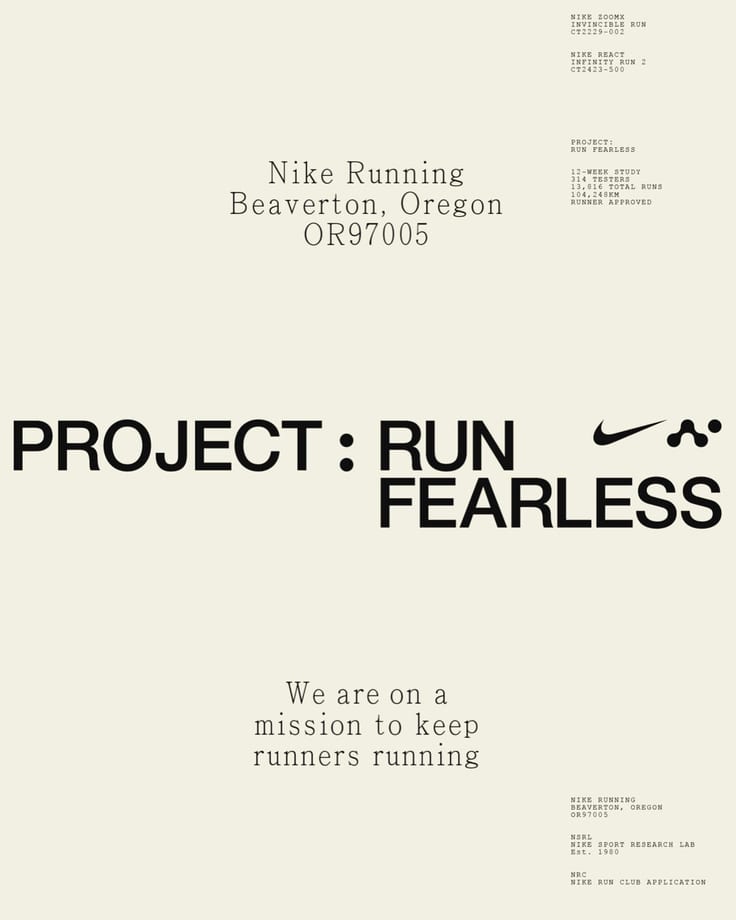 NIKE ZOOMX
INVINCIBLE RUN
CT2229-002
NIKE REACT
INFINITY RUN 2
CT2423-500
PROJECT:
RUN FEARLESS
12-WEEK STUDY
314 TESTERS
13,816 TOTAL RUNS
104,248KM
RUNNER APPROVED
Nike Running
Beaverton, Oregon
OR97005
PROJECT: RUN
FEARLESS
We are on a
mission to keep
runners running
NIKE RUNNING
BEAVERTON, OREGON
OR97005
NSRL
NIKE SPORT RESEARCH LAB
Est. 1980
NRC
NIKE RUN CLUB APPLICATION